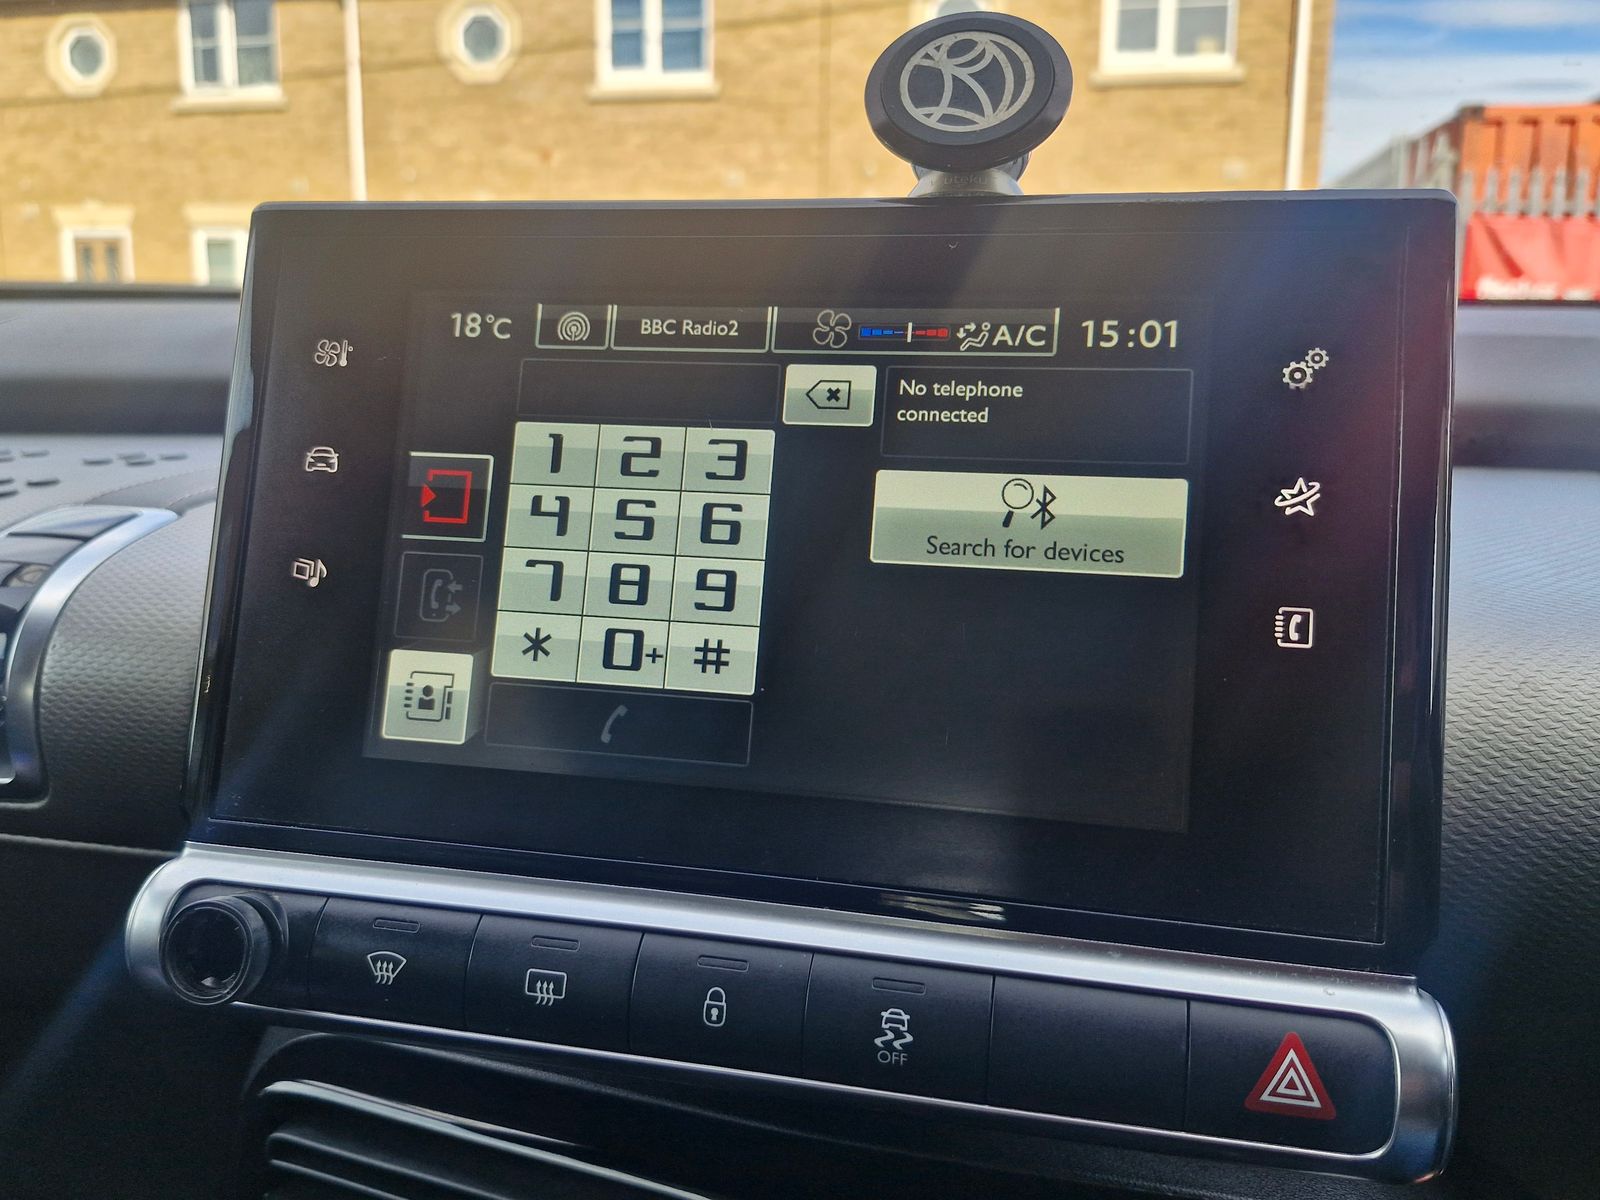 18°C
BBC Radio2
A/C
15:01
No telephone
connected
1 2 3
4 5 6
7 8 9
* 0+ #
Search for devices
OFF